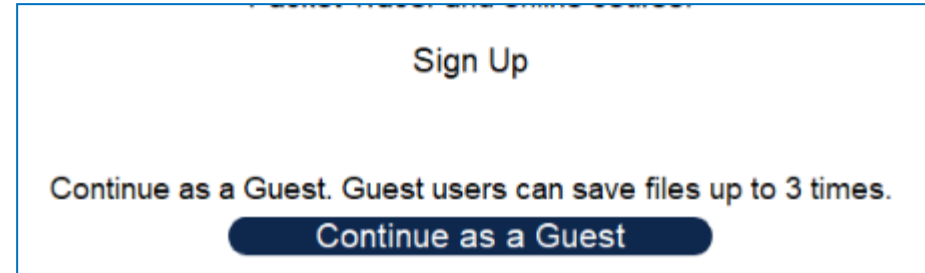 Sign Up
Continue as a Guest. Guest users can save files up to 3 times.
Continue as a Guest